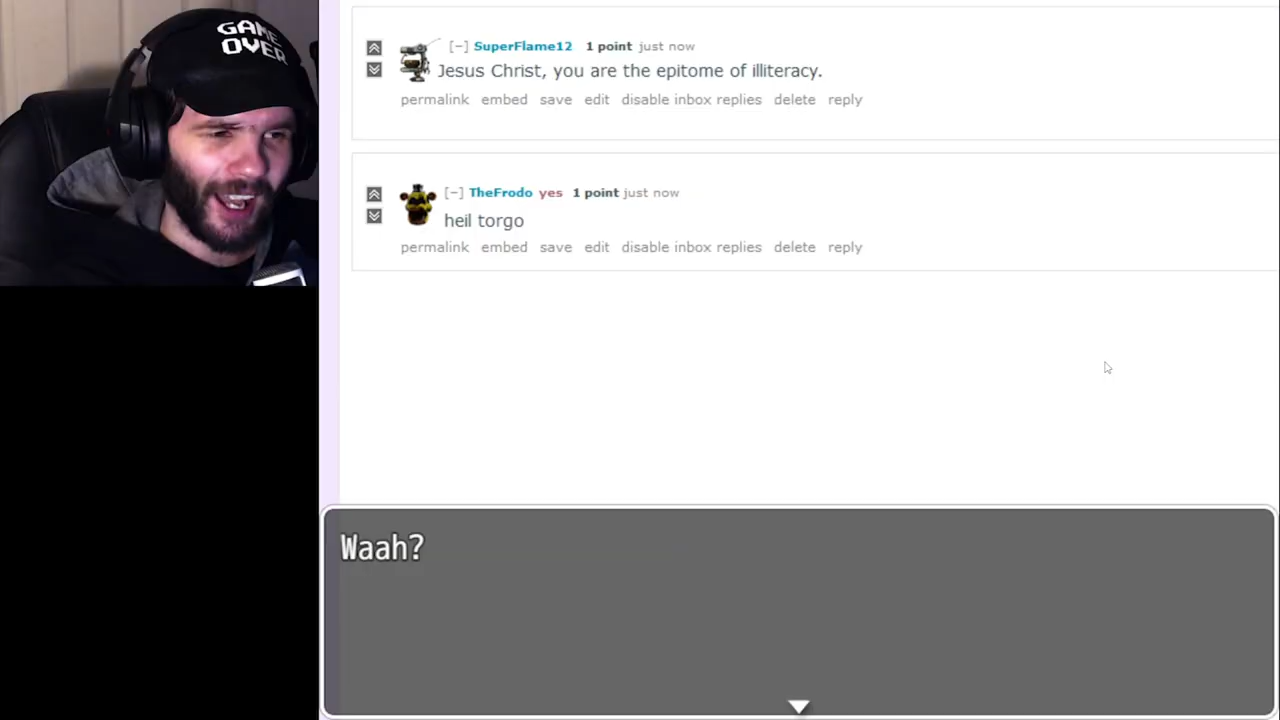 GAME
OVER
[−] SuperFlame12 1 point just now
Jesus Christ, you are the epitome of illiteracy.
permalink embed save edit disable inbox replies delete reply
[−] TheFrodo yes 1 point just now
heil torgo
permalink embed save edit disable inbox replies delete reply
Waah?